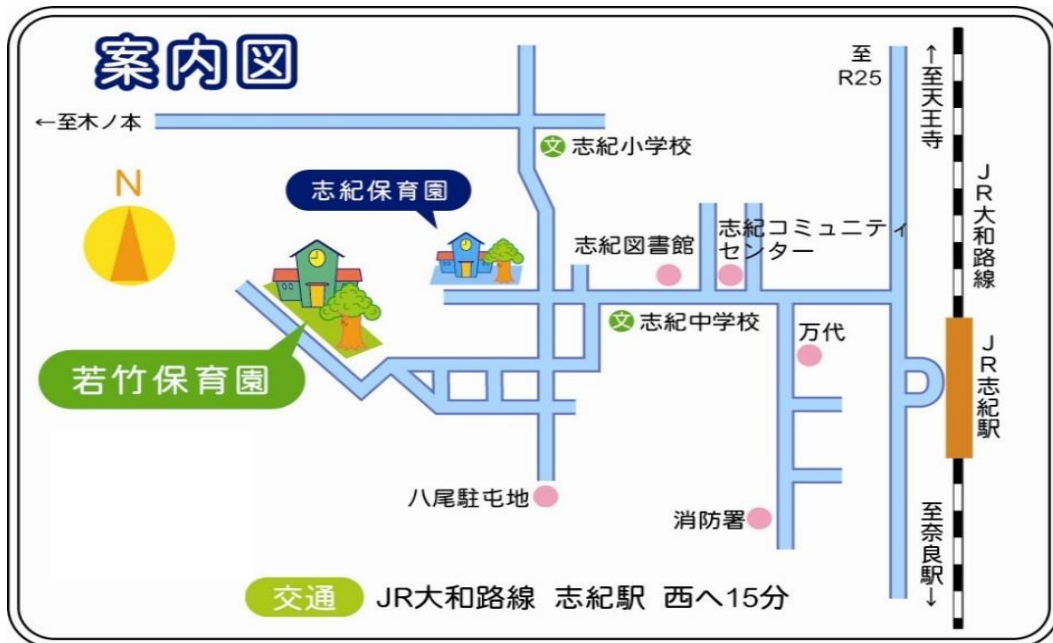 案内図
至
R25
↑至天王寺
←至木ノ本
志紀小学校
文
JR大和路線
N
志紀保育園
志紀図書館
志紀コミュニティ
センター
文
志紀中学校
万代
JR志紀駅
若竹保育園
八尾駐屯地
消防署
至奈良駅↓
交通
JR大和路線 志紀駅 西へ15分